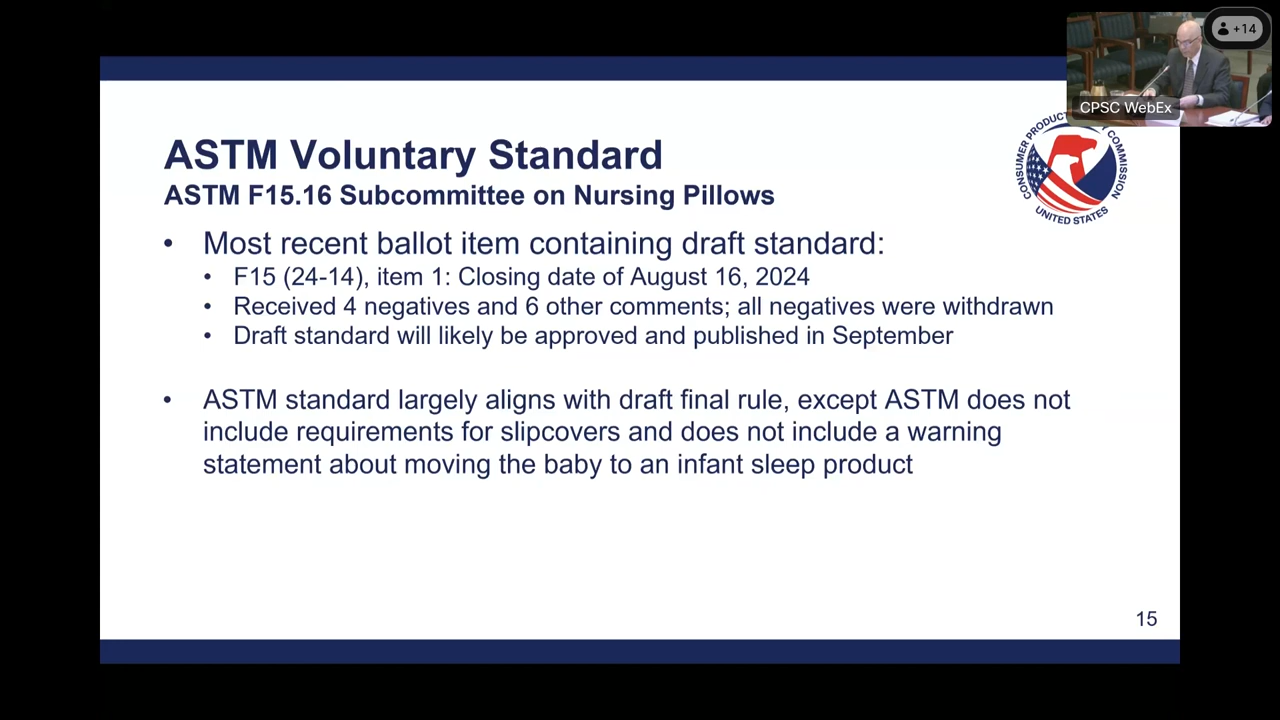 +14
CPSC WebEx
ASTM Voluntary Standard
ASTM F15.16 Subcommittee on Nursing Pillows
CONSUMER PRODUCT COMMISSION
UNITED STATES
• Most recent ballot item containing draft standard:
• F15 (24-14), item 1: Closing date of August 16, 2024
• Received 4 negatives and 6 other comments; all negatives were withdrawn
• Draft standard will likely be approved and published in September
• ASTM standard largely aligns with draft final rule, except ASTM does not
include requirements for slipcovers and does not include a warning
statement about moving the baby to an infant sleep product
15